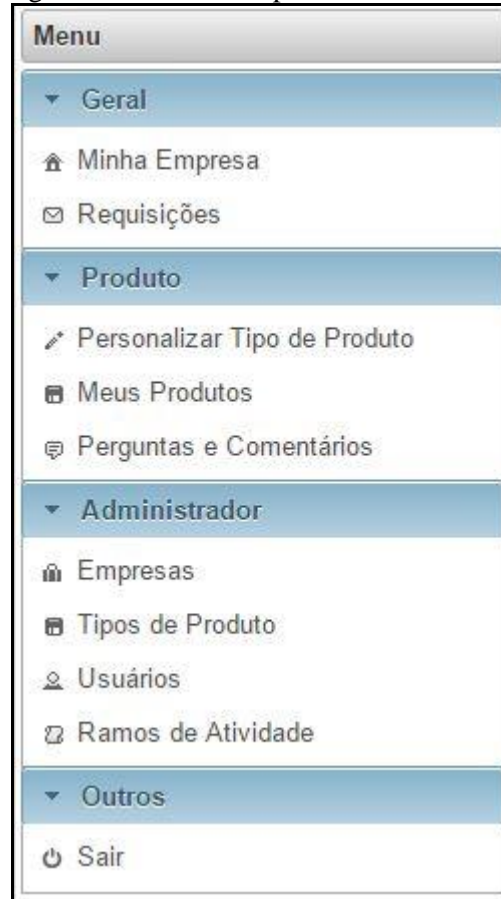 Menu
Geral
Minha Empresa
Requisições
Produto
Personalizar Tipo de Produto
Meus Produtos
Perguntas e Comentários
Administrador
Empresas
Tipos de Produto
Usuários
Ramos de Atividade
Outros
Sair